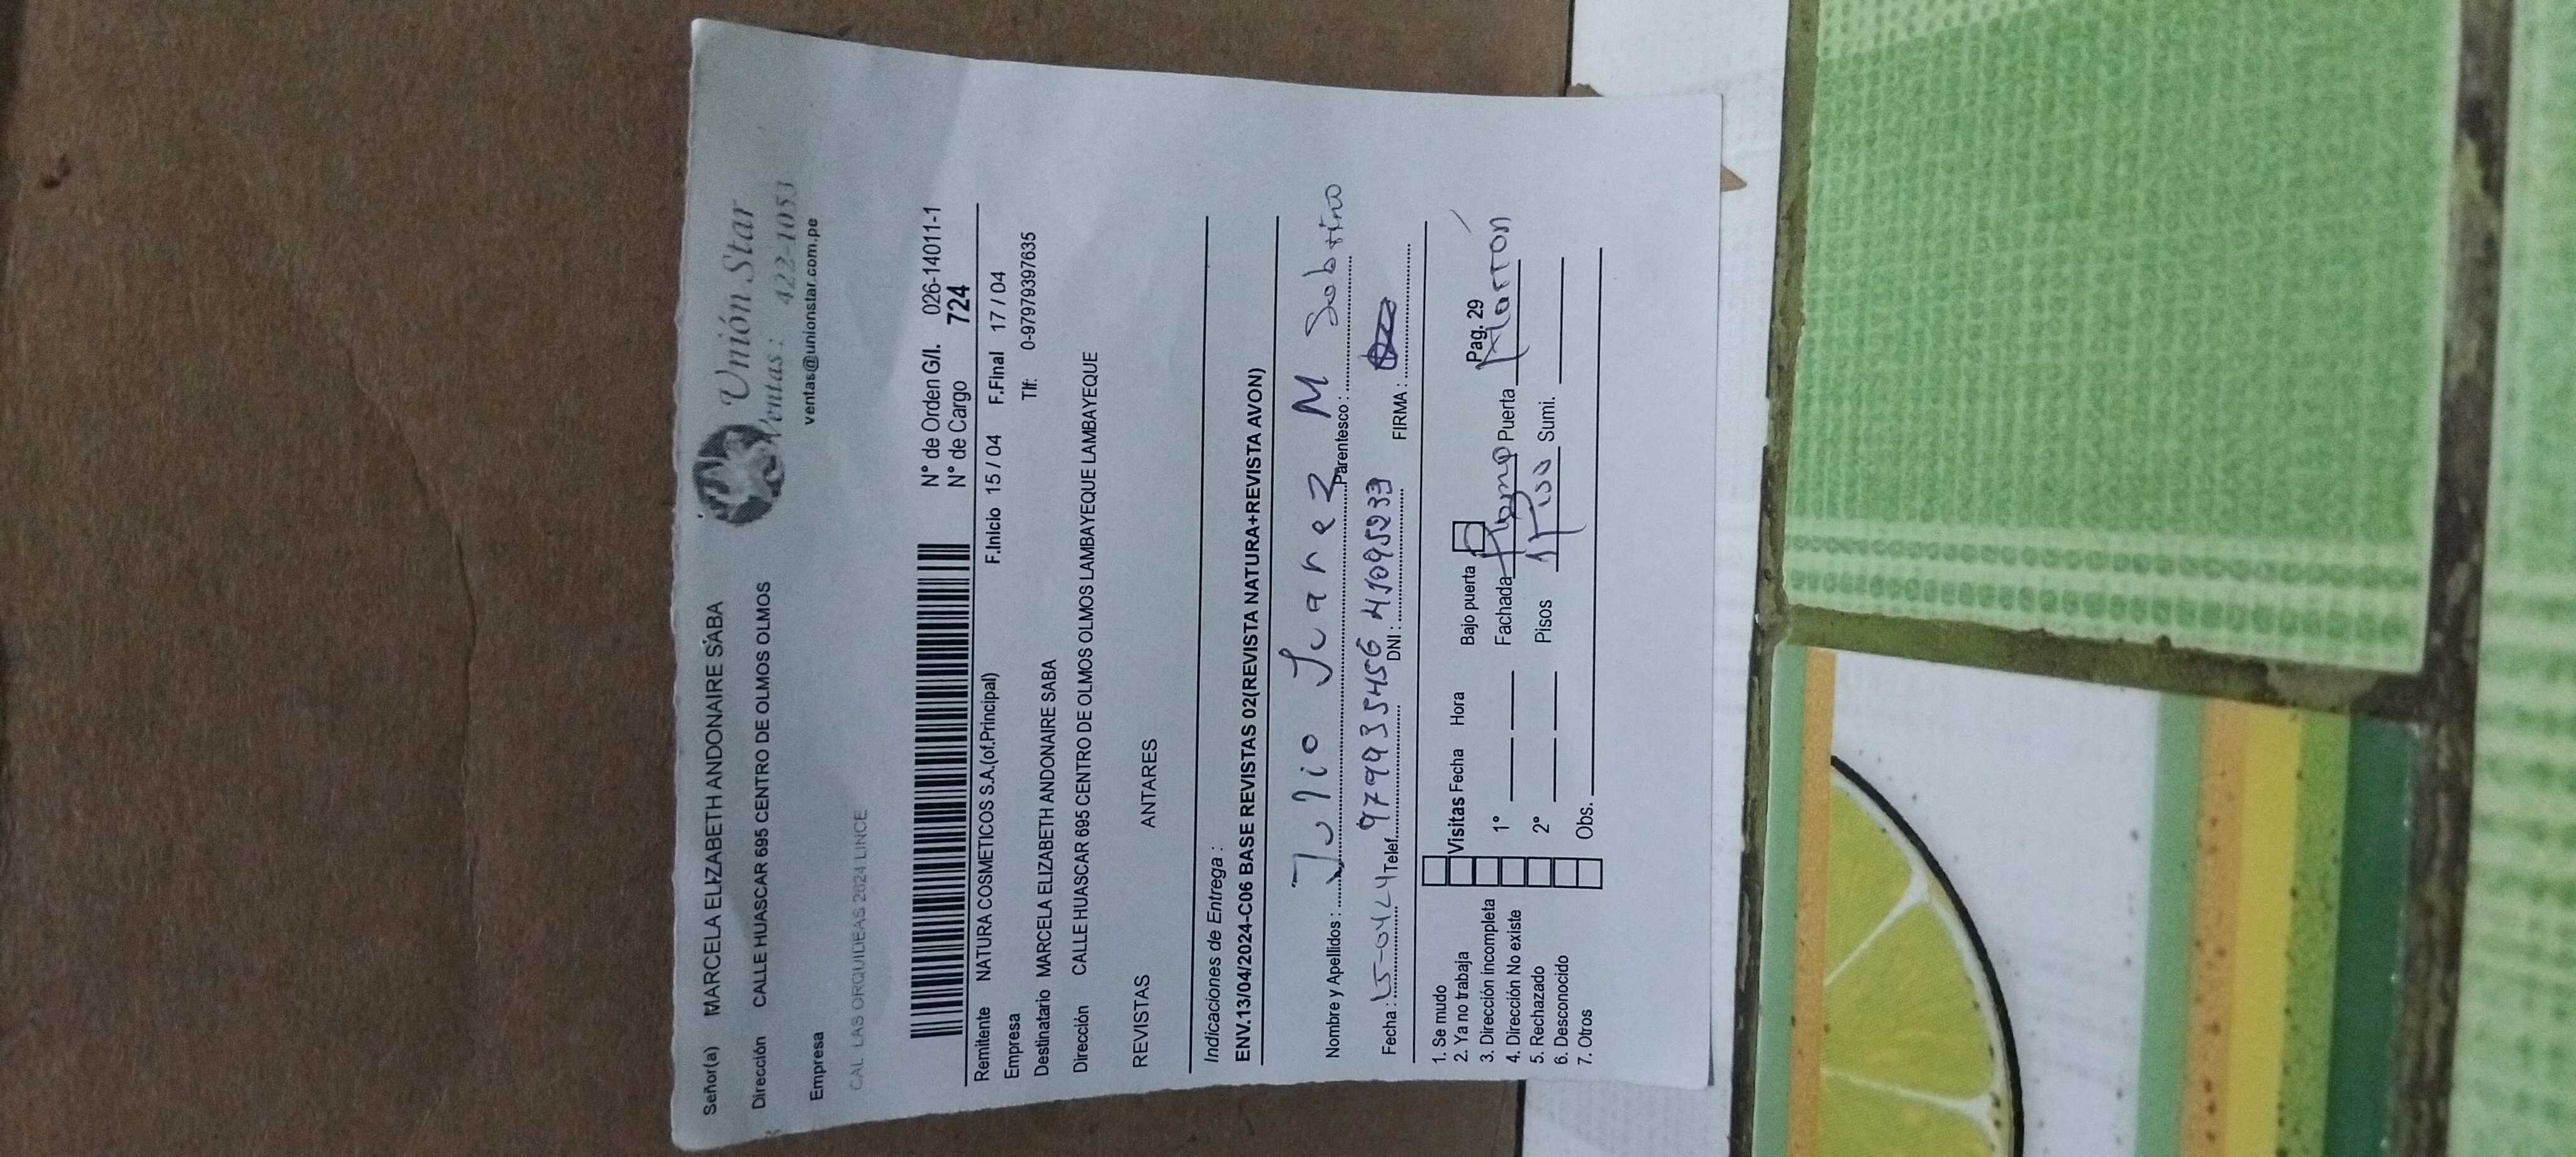 Señor(a) MARCELA ELIZABETH ANDONAIRE SABA
Dirección CALLE HUASCAR 695 CENTRO DE OLMOS OLMOS
Empresa
CAL LAS ORQUIDEAS 2624 LINCE
Unión Star
Ventas: 422-1053
ventas@unionstar.com.pe
N° de Orden G/I. 026-14011-1
N° de Cargo 724
Remitente NATURA COSMETICOS S.A.(of.Principal) F.Inicio 15 / 04 F.Final 17 / 04
Empresa Tlf: 0-97979397635
Destinatario MARCELA ELIZABETH ANDONAIRE SABA
Dirección CALLE HUASCAR 695 CENTRO DE OLMOS OLMOS LAMBAYEQUE LAMBAYEQUE
REVISTAS ANTARES
Indicaciones de Entrega :
ENV.13/04/2024-C06 BASE REVISTAS 02(REVISTA NATURA+REVISTA AVON)
Nombre y Apellidos : Julio Juarez M Parentesco : Sobrino
Fecha : 15-04-24 Telef. 979935456 DNI : FIRMA :
1. Se mudo
2. Ya no trabaja
3. Dirección incompleta
4. Dirección No existe
5. Rechazado
6. Desconocido
7. Otros
Visitas Fecha Hora Bajo puerta Pag. 29
1° Fachada Puerta Marron
2° Pisos 1 Piso Sumi.
Obs.